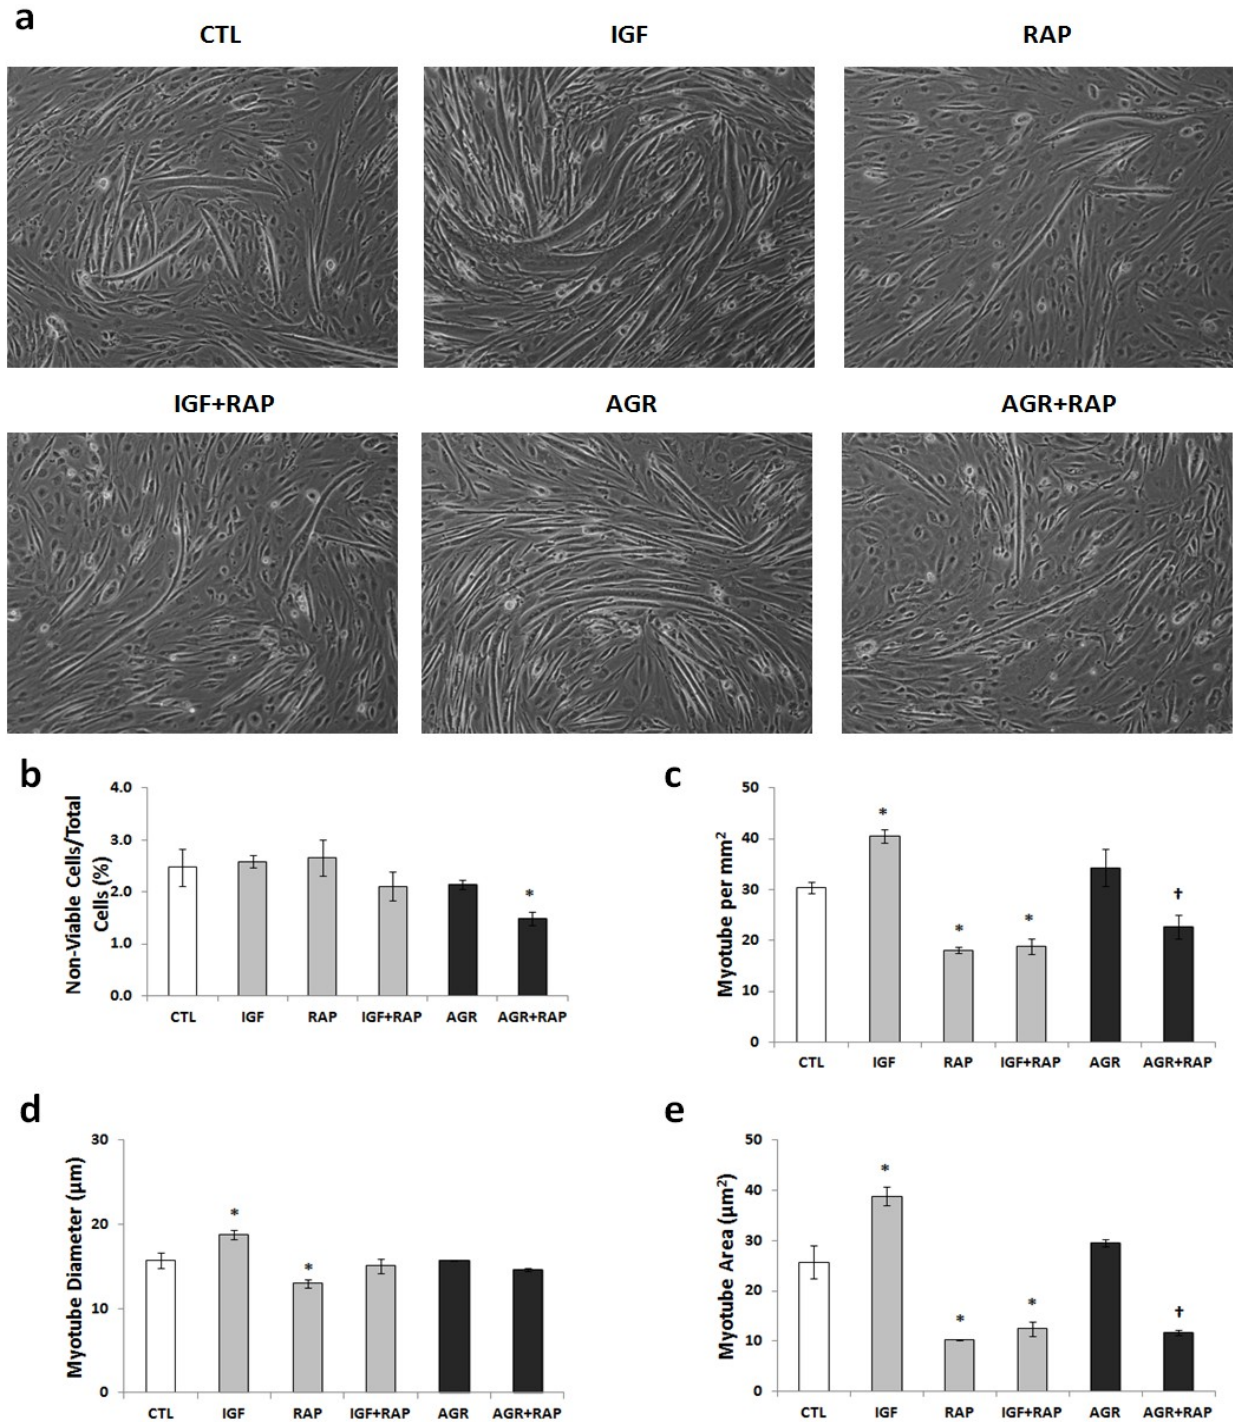 a
CTL
IGF
RAP
IGF+RAP
AGR
AGR+RAP
b
Non-Viable Cells/Total
Cells (%)
4.0
3.0
2.0
1.0
0.0
*
CTL
IGF
RAP
IGF+RAP
AGR
AGR+RAP
c
Myotube per mm²
50
40
30
20
10
0
*
*
*
†
CTL
IGF
RAP
IGF+RAP
AGR
AGR+RAP
d
Myotube Diameter (µm)
30
20
10
0
*
*
CTL
IGF
RAP
IGF+RAP
AGR
AGR+RAP
e
Myotube Area (µm²)
50
40
30
20
10
0
*
*
*
†
CTL
IGF
RAP
IGF+RAP
AGR
AGR+RAP